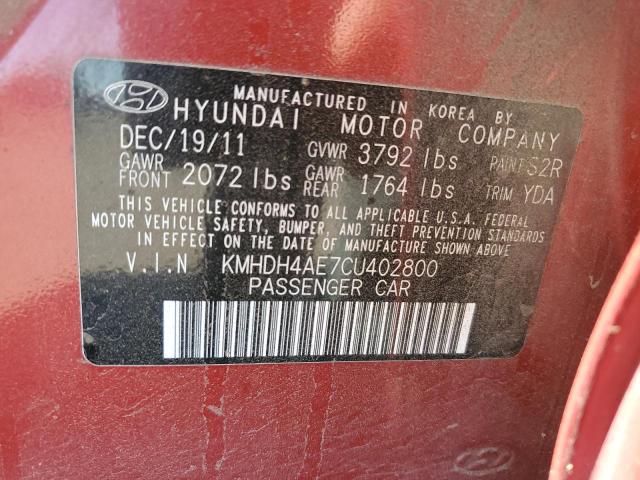 MANUFACTURED IN KOREA BY
HYUNDAI MOTOR COMPANY
DEC/19/11 GVWR 3792 lbs PAINT S2R
GAWR FRONT 2072 lbs GAWR REAR 1764 lbs TRIM YDA
THIS VEHICLE CONFORMS TO ALL APPLICABLE U.S.A. FEDERAL
MOTOR VEHICLE SAFETY, BUMPER, AND THEFT PREVENTION STANDARDS
IN EFFECT ON THE DATE OF MANUFACTURE SHOWN ABOVE
V.I.N KMHDH4AE7CU402800
PASSENGER CAR